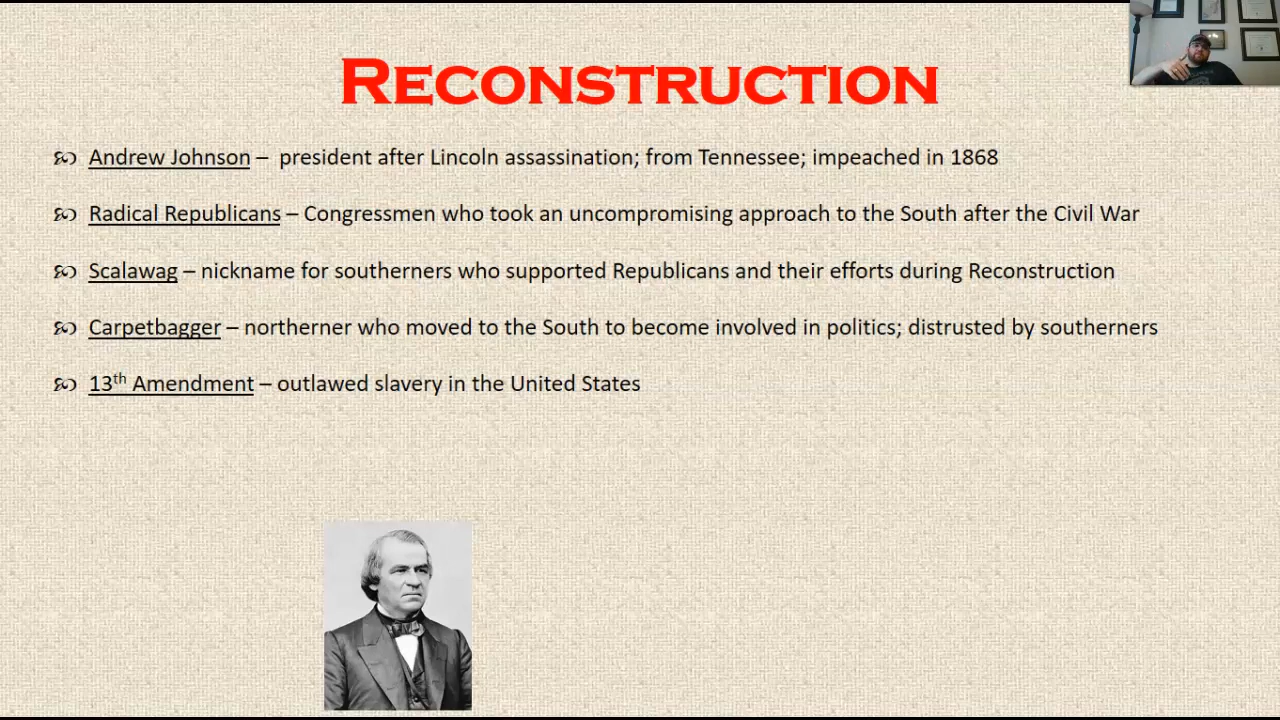 Reconstruction
Andrew Johnson – president after Lincoln assassination; from Tennessee; impeached in 1868
Radical Republicans – Congressmen who took an uncompromising approach to the South after the Civil War
Scalawag – nickname for southerners who supported Republicans and their efforts during Reconstruction
Carpetbagger – northerner who moved to the South to become involved in politics; distrusted by southerners
13th Amendment – outlawed slavery in the United States